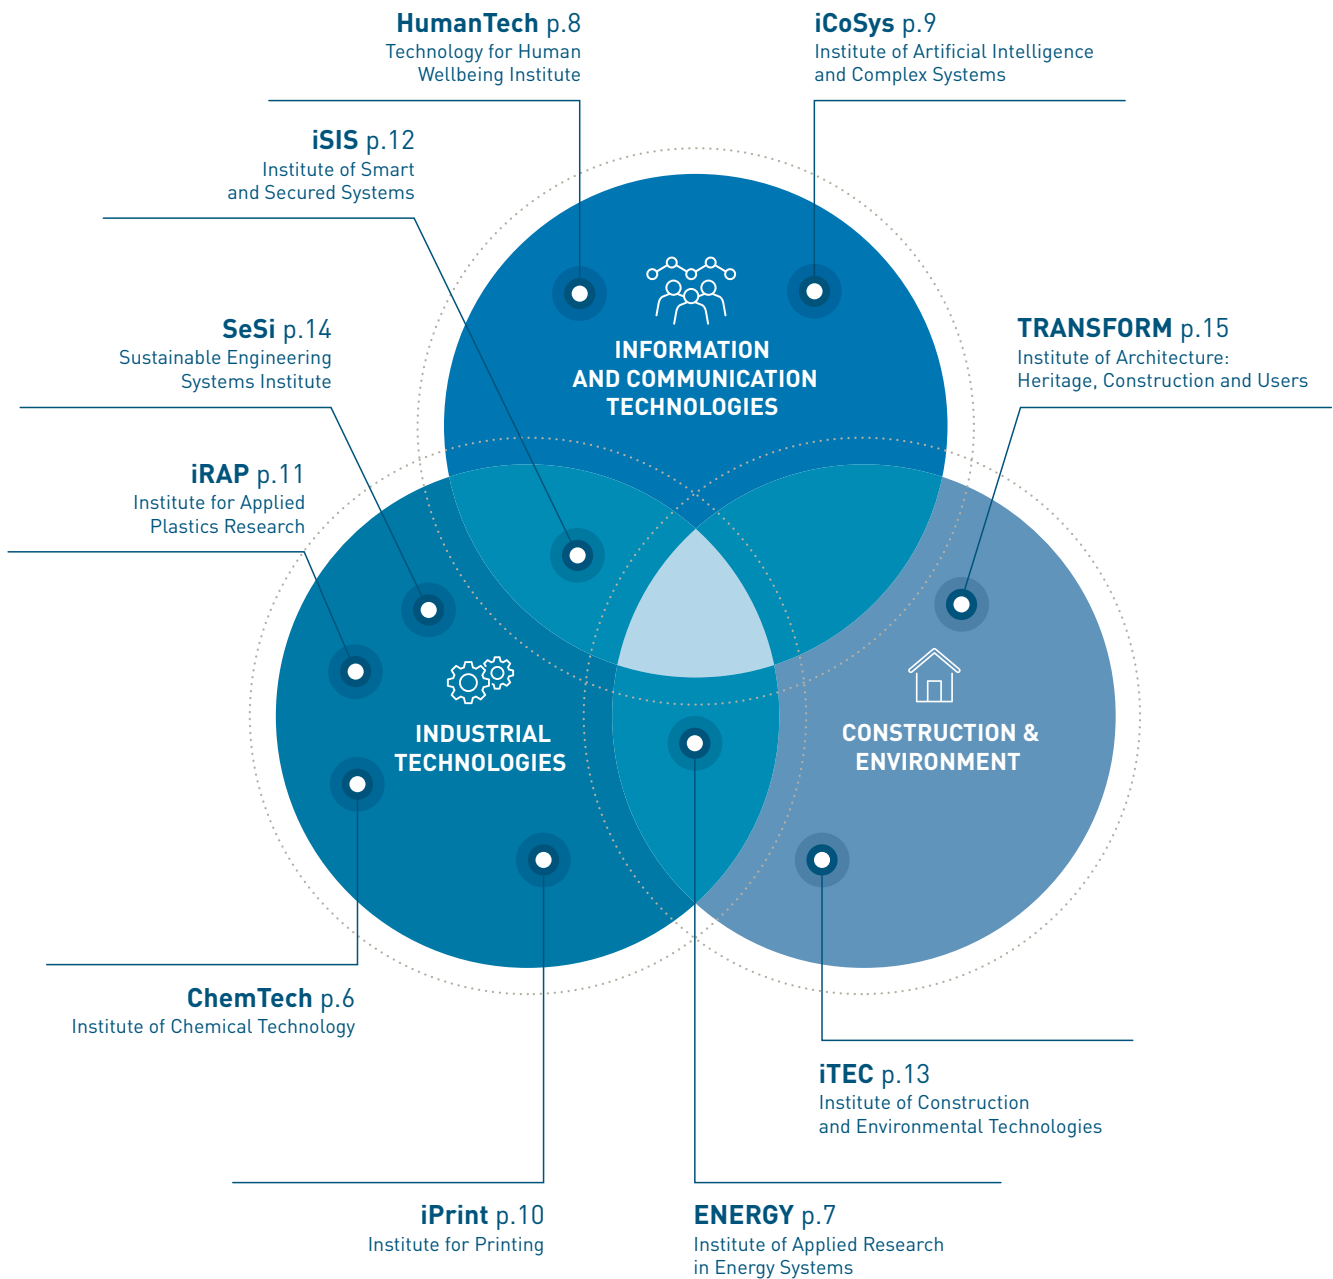 HumanTech p.8
Technology for Human
Wellbeing Institute
iCoSys p.9
Institute of Artificial Intelligence
and Complex Systems
iSIS p.12
Institute of Smart
and Secured Systems
SeSi p.14
Sustainable Engineering
Systems Institute
TRANSFORM p.15
Institute of Architecture:
Heritage, Construction and Users
INFORMATION
AND COMMUNICATION
TECHNOLOGIES
iRAP p.11
Institute for Applied
Plastics Research
INDUSTRIAL
TECHNOLOGIES
CONSTRUCTION &
ENVIRONMENT
ChemTech p.6
Institute of Chemical Technology
iTEC p.13
Institute of Construction
and Environmental Technologies
iPrint p.10
Institute for Printing
ENERGY p.7
Institute of Applied Research
in Energy Systems